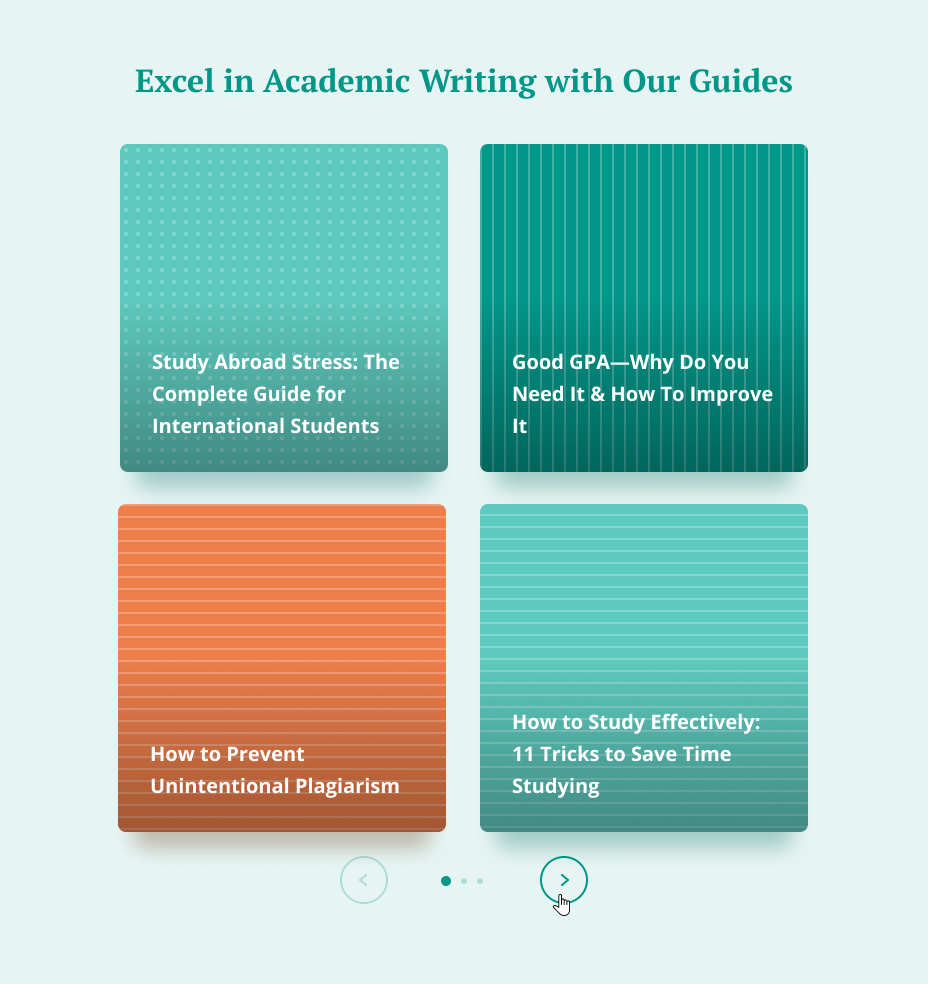 Excel in Academic Writing with Our Guides
Study Abroad Stress: The
Complete Guide for
International Students
Good GPA—Why Do You
Need It & How To Improve
It
How to Prevent
Unintentional Plagiarism
How to Study Effectively:
11 Tricks to Save Time
Studying